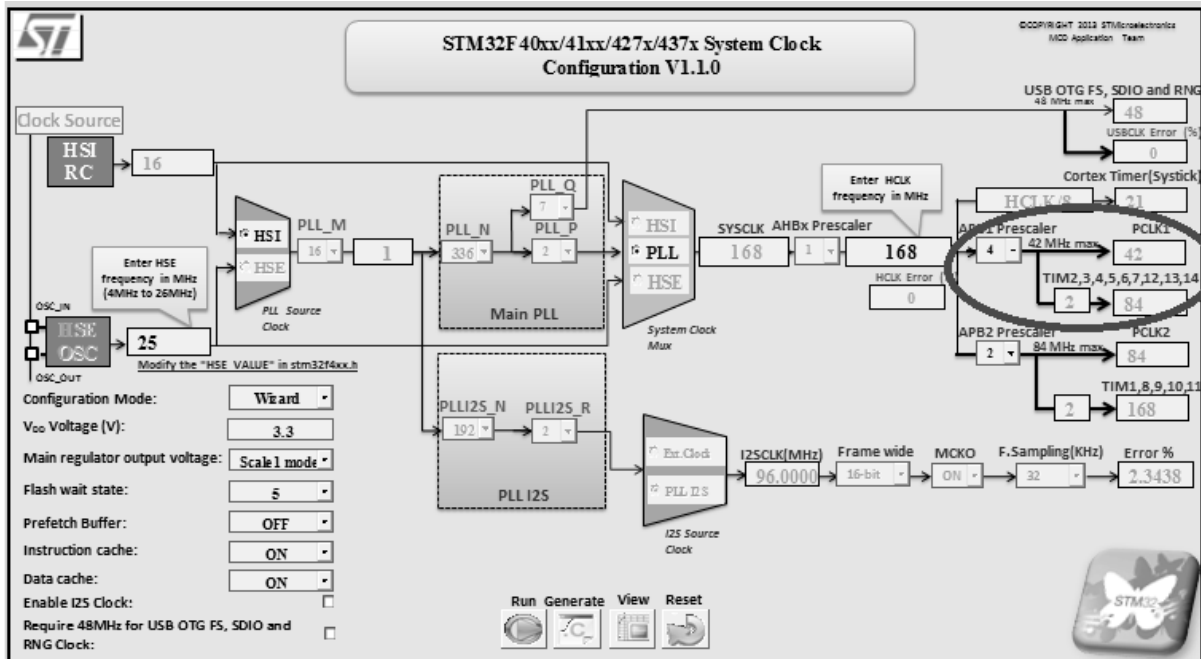 ST
©COPYRIGHT 2013 STMicroelectronics
MCD Application Team
STM32F40xx/41xx/427x/437x System Clock
Configuration V1.1.0
USB OTG FS, SDIO and RNG
48 MHz max
48
USBCLK Error (%)
0
Clock Source
HSI
RC
16
Cortex Timer(Systick)
HCLK/8
21
Enter HCLK
frequency in MHz
PLL_M
HSI
HSE
16
1
PLL Source
Clock
PLL_Q
7
PLL_N
PLL_P
336
2
Main PLL
HSI
PLL
HSE
System Clock
Mux
SYSCLK
168
AHBx Prescaler
1
168
HCLK Error (
0
APB1 Prescaler
4
42 MHz max
PCLK1
42
TIM2,3,4,5,6,7,12,13,14
2
84
APB2 Prescaler
2
84 MHz max
PCLK2
84
TIM1,8,9,10,11
2
168
Enter HSE
frequency in MHz
(4MHz to 26MHz)
OSC_IN
HSE
OSC
OSC_OUT
25
Modify the "HSE VALUE" in stm32f4xx.h
PLLI2S_N
PLLI2S_R
192
2
PLL I2S
Ext.Clock
PLL I2S
I2S Source
Clock
I2SCLK(MHz)
96.0000
Frame wide
16-bit
MCKO
ON
F.Sampling(KHz)
32
Error %
2.3438
Configuration Mode:
Wizard
VDD Voltage (V):
3.3
Main regulator output voltage:
Scale1 mode
Flash wait state:
5
Prefetch Buffer:
OFF
Instruction cache:
ON
Data cache:
ON
Enable I2S Clock:
Require 48MHz for USB OTG FS, SDIO and
RNG Clock:
Run Generate View Reset
STM32